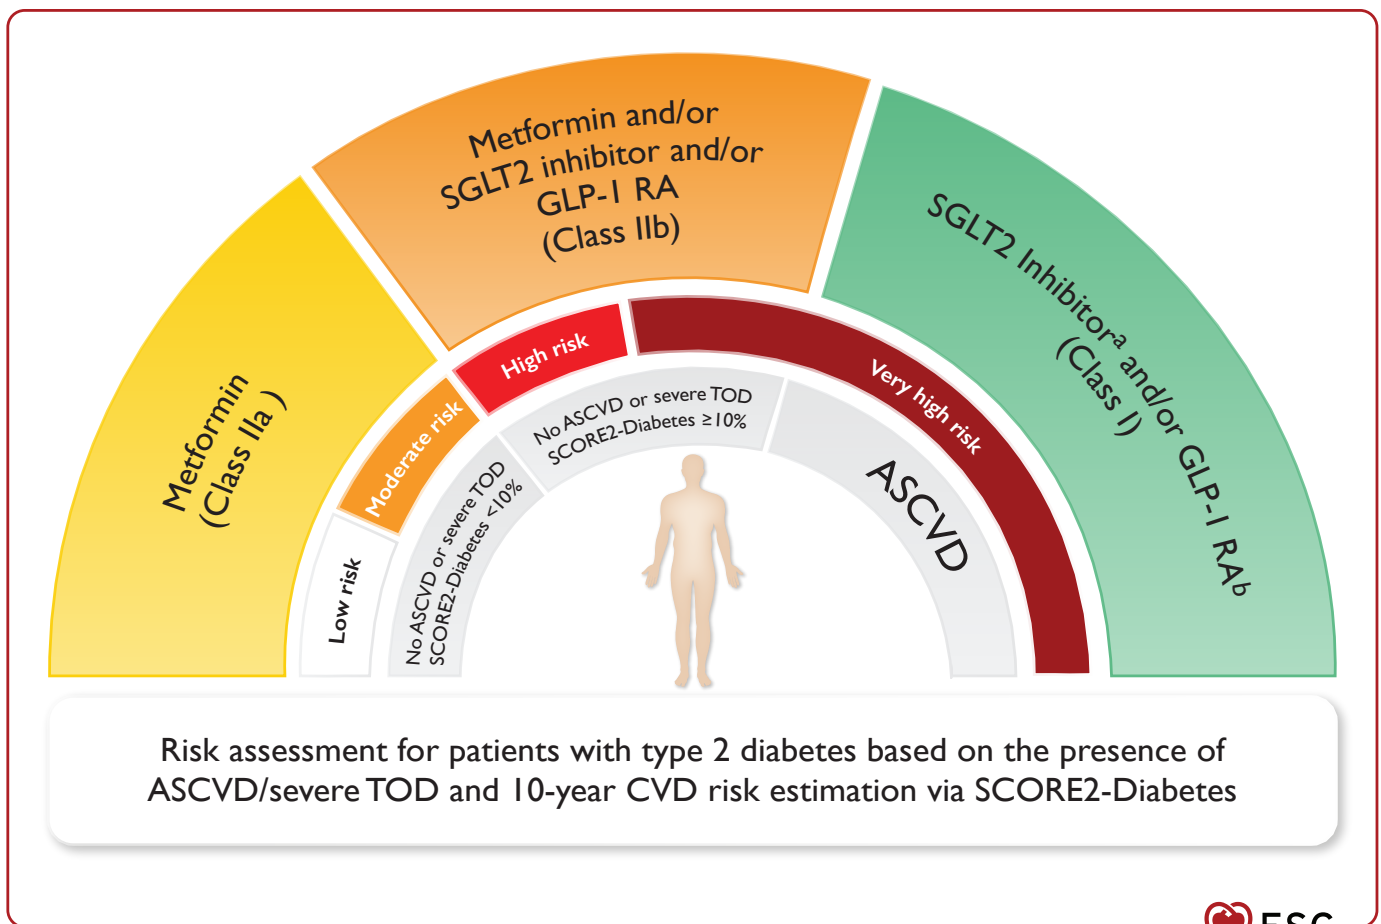 Metformin
(Class IIa )
Metformin and/or
SGLT2 inhibitor and/or
GLP-1 RA
(Class IIb)
SGLT2 Inhibitorᵃ and/or GLP-1 RAᵇ
(Class I)
Low risk
Moderate risk
High risk
Very high risk
No ASCVD or severe TOD
SCORE2-Diabetes <10%
No ASCVD or severe TOD
SCORE2-Diabetes ≥10%
ASCVD
Risk assessment for patients with type 2 diabetes based on the presence of
ASCVD/severe TOD and 10-year CVD risk estimation via SCORE2-Diabetes
ESC